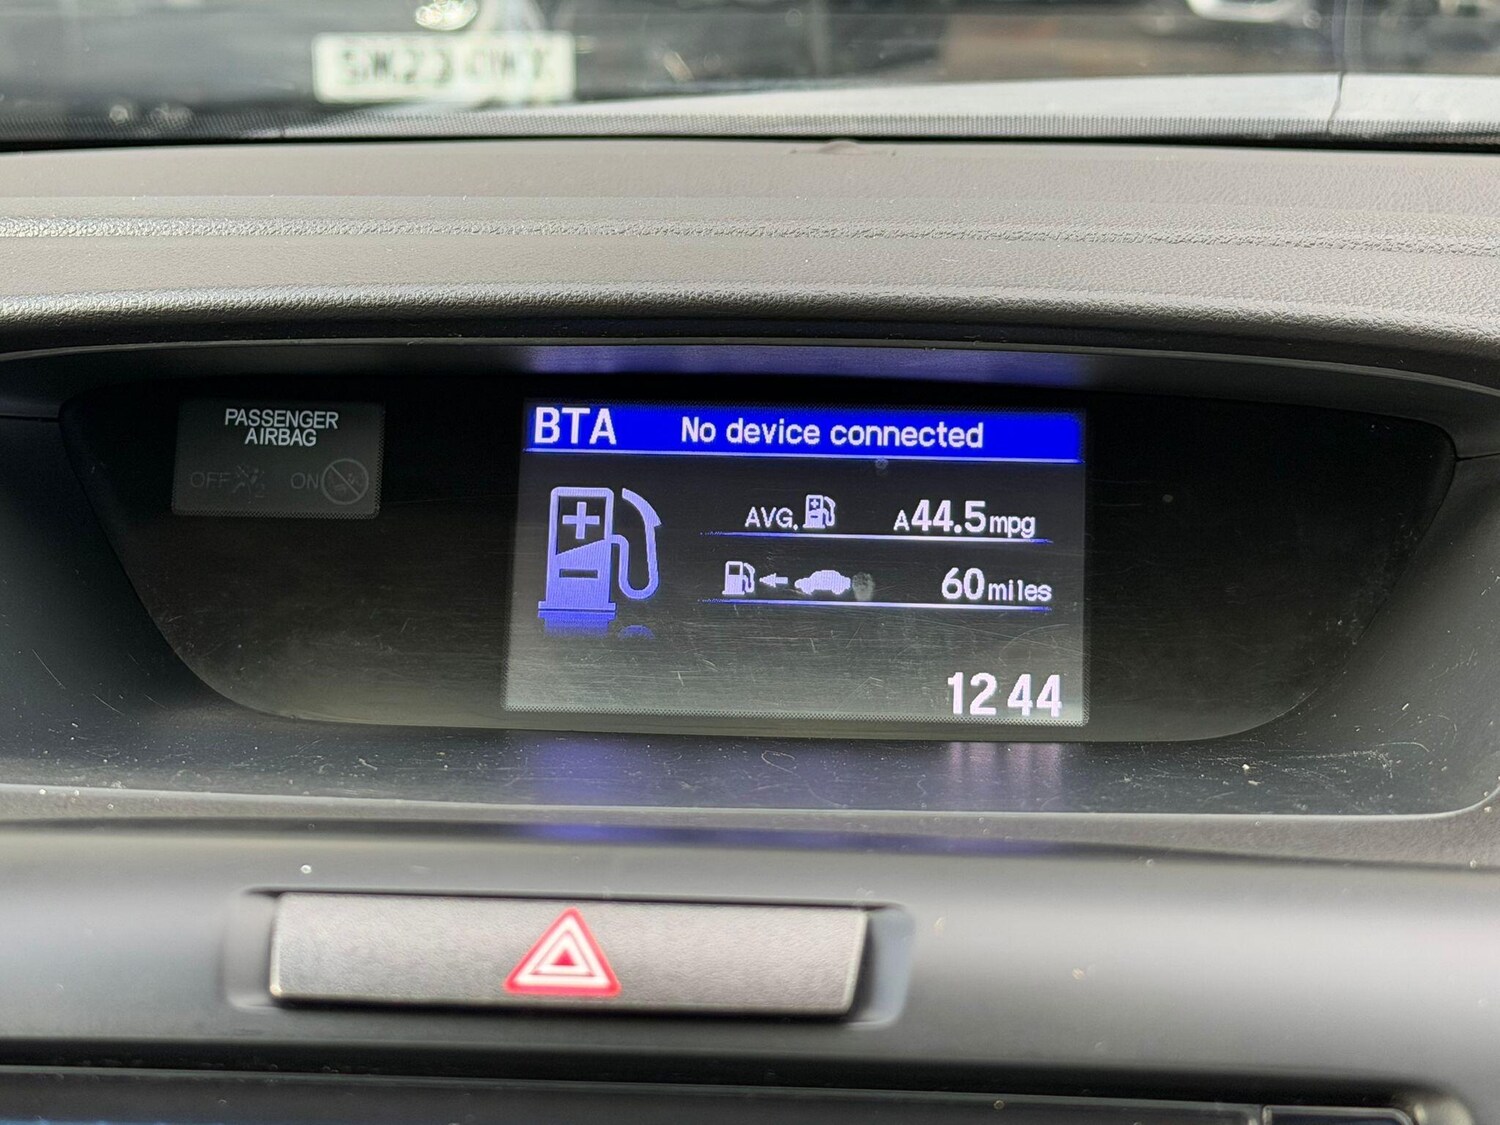 PASSENGER
AIRBAG
OFF ON
BTA No device connected
AVG. A44.5mpg
60miles
12 44